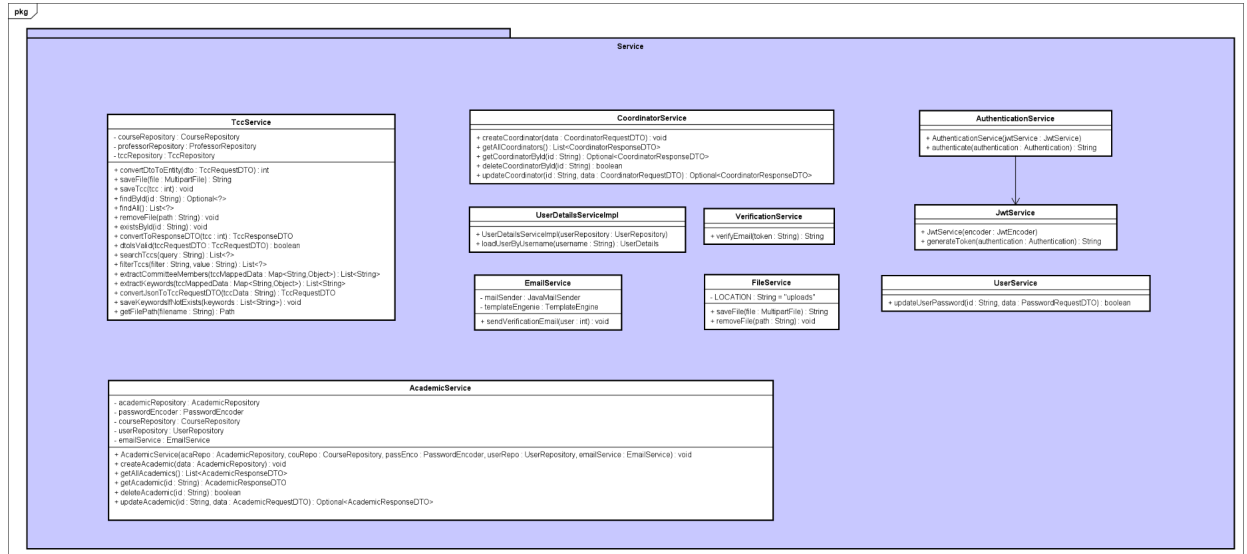 pkg
Service
TccService
- courseRepository : CourseRepository
- professorRepository : ProfessorRepository
- tccRepository : TccRepository
+ convertDtoToEntity(dto : TccRequestDTO) : int
+ saveFile(file : MultipartFile) : String
+ saveTcc(tcc : int) : void
+ findById(id : String) : Optional<?>
+ findAll() : List<?>
+ removeFile(path : String) : void
+ existsById(id : String) : void
+ convertToResponseDTO(tcc : int) : TccResponseDTO
+ dtoIsValid(tccRequestDTO : TccRequestDTO) : boolean
+ searchTccs(query : String) : List<?>
+ filterTccs(filter : String, value : String) : List<?>
+ extractCommitteeMembers(tccMappedData : Map<String,Object>) : List<String>
+ extractKeywords(tccMappedData : Map<String,Object>) : List<String>
+ convertJsonToTccRequestDTO(tccData : String) : TccRequestDTO
+ saveKeywordsIfNotExists(keywords : List<String>) : void
+ getFilePath(filename : String) : Path
CoordinatorService
+ createCoordinator(data : CoordinatorRequestDTO) : void
+ getAllCoordinators() : List<CoordinatorResponseDTO>
+ getCoordinatorById(id : String) : Optional<CoordinatorResponseDTO>
+ deleteCoordinatorById(id : String) : boolean
+ updateCoordinator(id : String, data : CoordinatorRequestDTO) : Optional<CoordinatorResponseDTO>
AuthenticationService
+ AuthenticationService(jwtService : JwtService)
+ authenticate(authentication : Authentication) : String
UserDetailsServiceImpl
+ UserDetailsServiceImpl(userRepository : UserRepository)
+ loadUserByUsername(username : String) : UserDetails
VerificationService
+ verifyEmail(token : String) : String
JwtService
+ JwtService(encoder : JwtEncoder)
+ generateToken(authentication : Authentication) : String
EmailService
- mailSender : JavaMailSender
- templateEngenie : TemplateEngine
+ sendVerificationEmail(user : int) : void
FileService
- LOCATION : String = "uploads"
+ saveFile(file : MultipartFile) : String
+ removeFile(path : String) : void
UserService
+ updateUserPassword(id : String, data : PasswordRequestDTO) : boolean
AcademicService
- academicRepository : AcademicRepository
- passwordEncoder : PasswordEncoder
- courseRepository : CourseRepository
- userRepository : UserRepository
- emailService : EmailService
+ AcademicService(acaRepo : AcademicRepository, couRepo : CourseRepository, passEnco : PasswordEncoder, userRepo : UserRepository, emailService : EmailService) : void
+ createAcademic(data : AcademicRepository) : void
+ getAllAcademics() : List<AcademicResponseDTO>
+ getAcademic(id : String) : AcademicResponseDTO
+ deleteAcademic(id : String) : boolean
+ updateAcademic(id : String, data : AcademicRequestDTO) : Optional<AcademicResponseDTO>